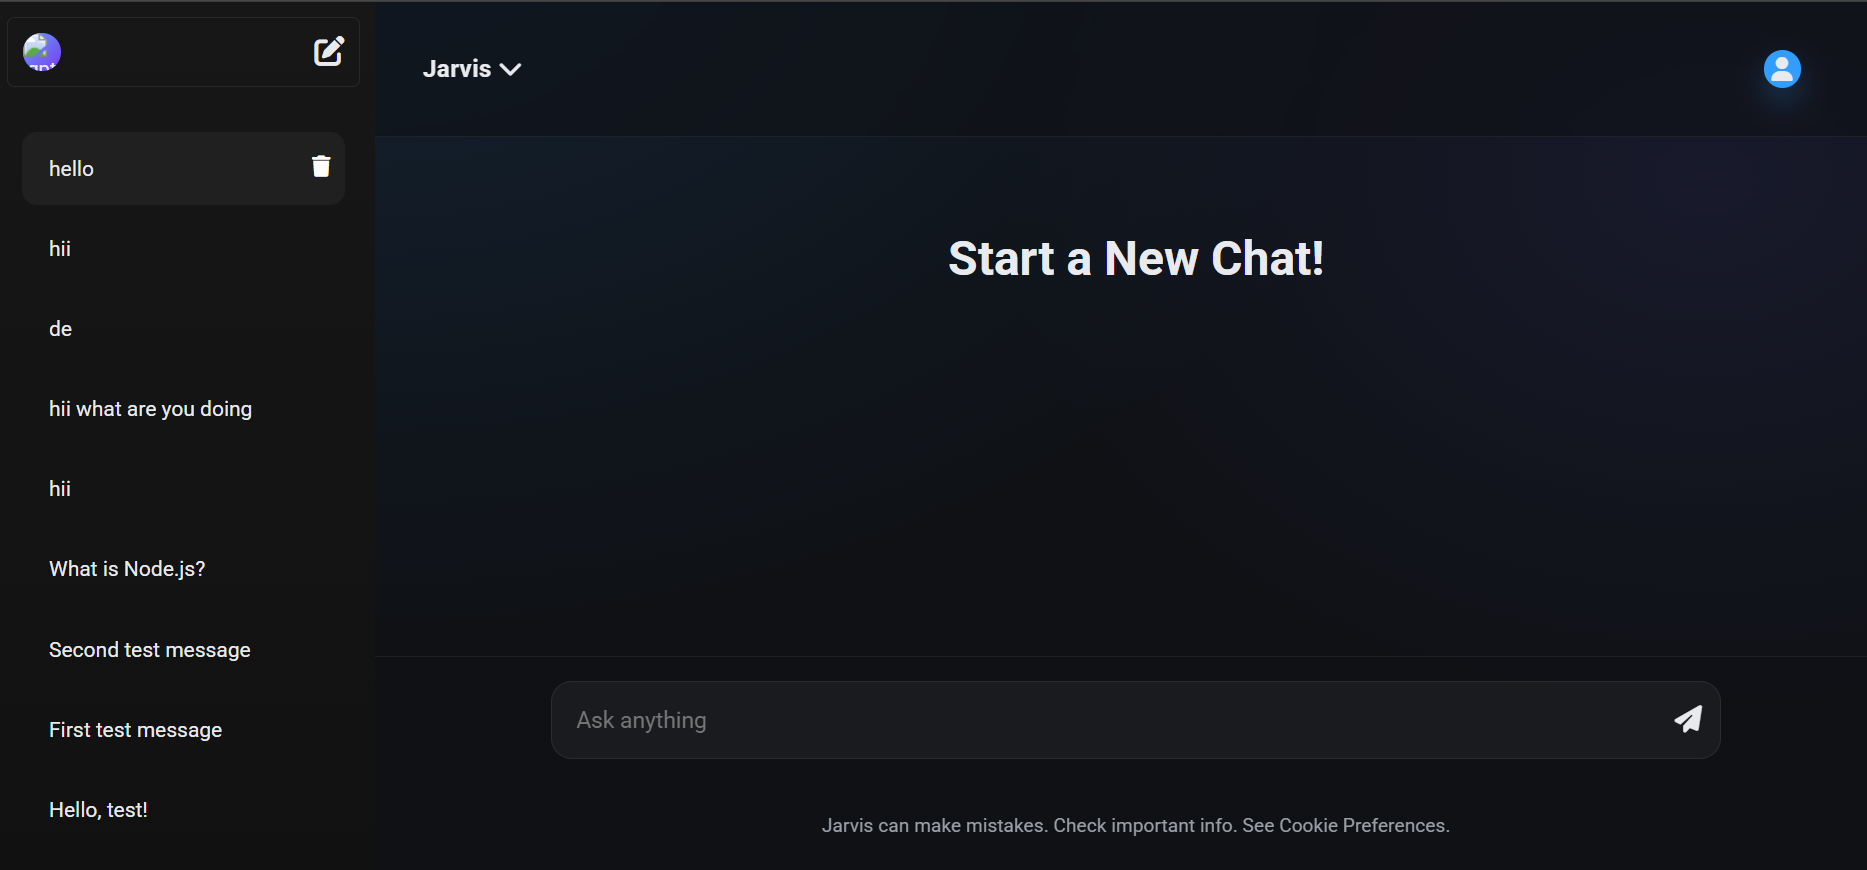 Jarvis
hello
hii
de
hii what are you doing
hii
What is Node.js?
Second test message
First test message
Hello, test!
Start a New Chat!
Ask anything
Jarvis can make mistakes. Check important info. See Cookie Preferences.